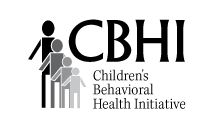 CBHI
Children's
Behavioral
Health Initiative